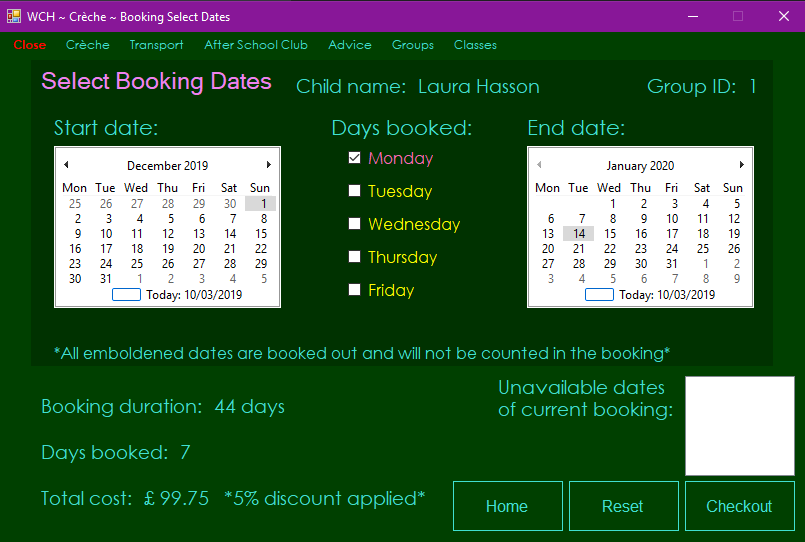 WCH ~ Crèche ~ Booking Select Dates
Close Crèche Transport After School Club Advice Groups Classes
Select Booking Dates Child name: Laura Hasson Group ID: 1
Start date: Days booked: End date:
December 2019
Mon Tue Wed Thu Fri Sat Sun
25 26 27 28 29 30 1
2 3 4 5 6 7 8
9 10 11 12 13 14 15
16 17 18 19 20 21 22
23 24 25 26 27 28 29
30 31 1 2 3 4 5
Today: 10/03/2019
Monday
Tuesday
Wednesday
Thursday
Friday
January 2020
Mon Tue Wed Thu Fri Sat Sun
1 2 3 4 5
6 7 8 9 10 11 12
13 14 15 16 17 18 19
20 21 22 23 24 25 26
27 28 29 30 31 1 2
3 4 5 6 7 8 9
Today: 10/03/2019
*All emboldened dates are booked out and will not be counted in the booking*
Booking duration: 44 days
Days booked: 7
Total cost: £ 99.75 *5% discount applied*
Unavailable dates
of current booking:
Home Reset Checkout